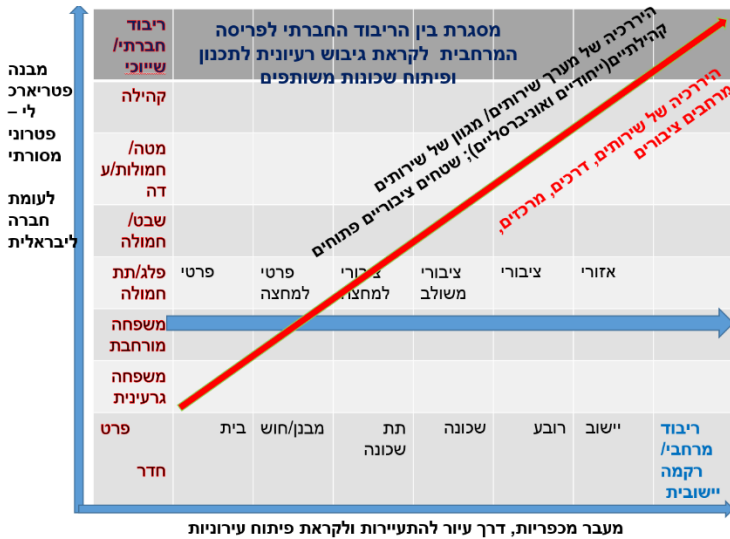 ריבוד
חברתי/
שייוכי
מסגרת בין הריבוד החברתי לפריסה
המרחבית לקראת גיבוש רעיונית לתכנון
ופיתוח שכונות משותפים
מבנה
פטריארכ
לי –
פטרוני
מסורתי
לעומת
חברה
ליבראלית
היררכיה של מערך שירותים/ מגוון של שירותים
קהילתיים(ייחודיים ואוניברסליים); שטחים ציבוריים פתוחים
היררכיה של שירותים, דרכים, מרכזים,
מרחבים ציבורים
קהילה
מטה/
חמולות/ע
דה
שבט/
חמולה
פלג/תת
חמולה
פרטי
פרטי
למחצה
ציבורי
למחצה
ציבורי
משולב
ציבורי
אזורי
משפחה
מורחבת
משפחה
גרעינית
פרט
חדר
בית
מבנן/חוש
תת
שכונה
שכונה
רובע
יישוב
ריבוד
מרחבי/
רקמה
יישובית
מעבר מכפריות, דרך עיור להתעיירות ולקראת פיתוח עירוניות